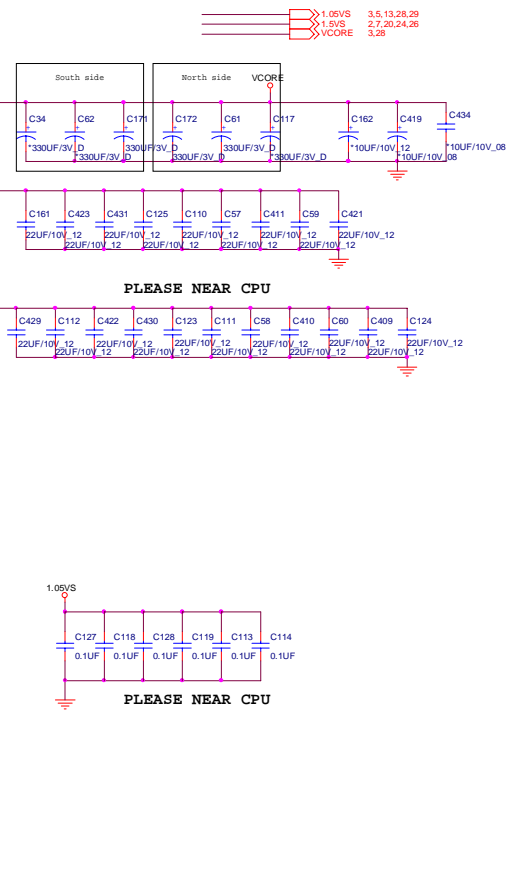 1.05VS 3,5,13,28,29
1.5VS 2,7,20,24,26
VCORE 3,28
South side
North side
VCORE
C34 C62 C171 C172 C61 C117 C162 C419 C434
*330UF/3V_D *330UF/3V_D *330UF/3V_D 330UF/3V_D 330UF/3V_D *330UF/3V_D *10UF/10V_12 *10UF/10V_12 *10UF/10V_08
C161 C423 C431 C125 C110 C57 C411 C59 C421
22UF/10V_12 22UF/10V_12 22UF/10V_12 22UF/10V_12 22UF/10V_12 22UF/10V_12 22UF/10V_12 22UF/10V_12 22UF/10V_12
PLEASE NEAR CPU
C429 C112 C422 C430 C123 C111 C58 C410 C60 C409 C124
22UF/10V_12 22UF/10V_12 22UF/10V_12 22UF/10V_12 22UF/10V_12 22UF/10V_12 22UF/10V_12 22UF/10V_12 22UF/10V_12 22UF/10V_12 22UF/10V_12
1.05VS
C127 C118 C128 C119 C113 C114
0.1UF 0.1UF 0.1UF 0.1UF 0.1UF 0.1UF
PLEASE NEAR CPU